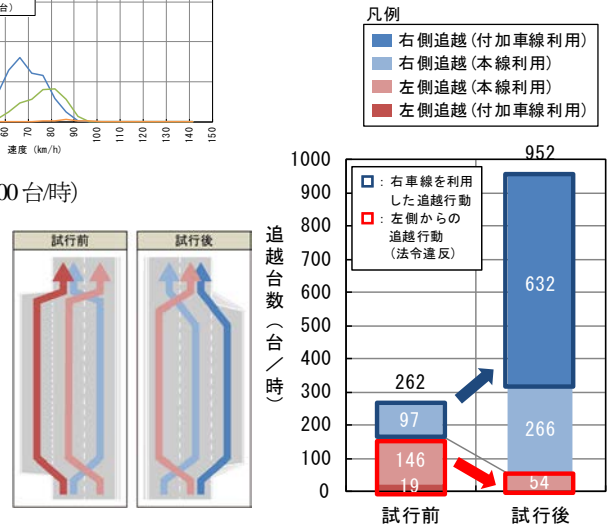 台）
60 70 80 90 100 110 120 130 140 150
速度（km/h）
00 台/時）
試行前
試行後
凡例
右側追越（付加車線利用）
右側追越（本線利用）
左側追越（本線利用）
左側追越（付加車線利用）
追越台数（台／時）
1000
900
800
700
600
500
400
300
200
100
0
：右車線を利用
した追越行動
：左側からの
追越行動
（法令違反）
262
97
146
19
952
632
266
54
試行前
試行後